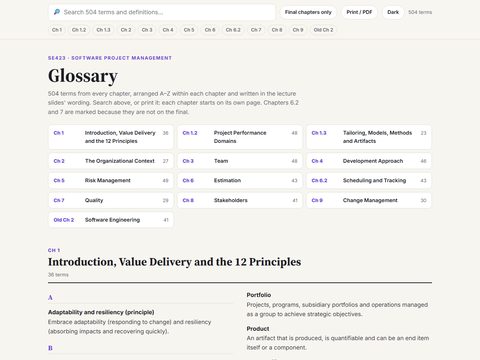 Search 504 terms and definitions...
Final chapters only
Print / PDF
Dark
504 terms
Ch 1
Ch 1.2
Ch 1.3
Ch 2
Ch 3
Ch 4
Ch 5
Ch 6
Ch 6.2
Ch 7
Ch 8
Ch 9
Old Ch 2
SE423 · SOFTWARE PROJECT MANAGEMENT
Glossary
504 terms from every chapter, arranged A–Z within each chapter and written in the lecture
slides' wording. Search above, or print it: each chapter starts on its own page. Chapters 6.2
and 7 are marked because they are not on the final.
Ch 1 Introduction, Value Delivery and the 12 Principles 36
Ch 1.2 Project Performance Domains 48
Ch 1.3 Tailoring, Models, Methods and Artifacts 23
Ch 2 The Organizational Context 27
Ch 3 Team 48
Ch 4 Development Approach 46
Ch 5 Risk Management 49
Ch 6 Estimation 43
Ch 6.2 Scheduling and Tracking 43
Ch 7 Quality 29
Ch 8 Stakeholders 41
Ch 9 Change Management 30
Old Ch 2 Software Engineering 41
CH 1
Introduction, Value Delivery and the 12 Principles
36 terms
A
Adaptability and resiliency (principle)
Embrace adaptability (responding to change) and resiliency
(absorbing impacts and recovering quickly).
B
Portfolio
Projects, programs, subsidiary portfolios and operations managed
as a group to achieve strategic objectives.
Product
An artifact that is produced, is quantifiable and can be an end item
itself or a component.